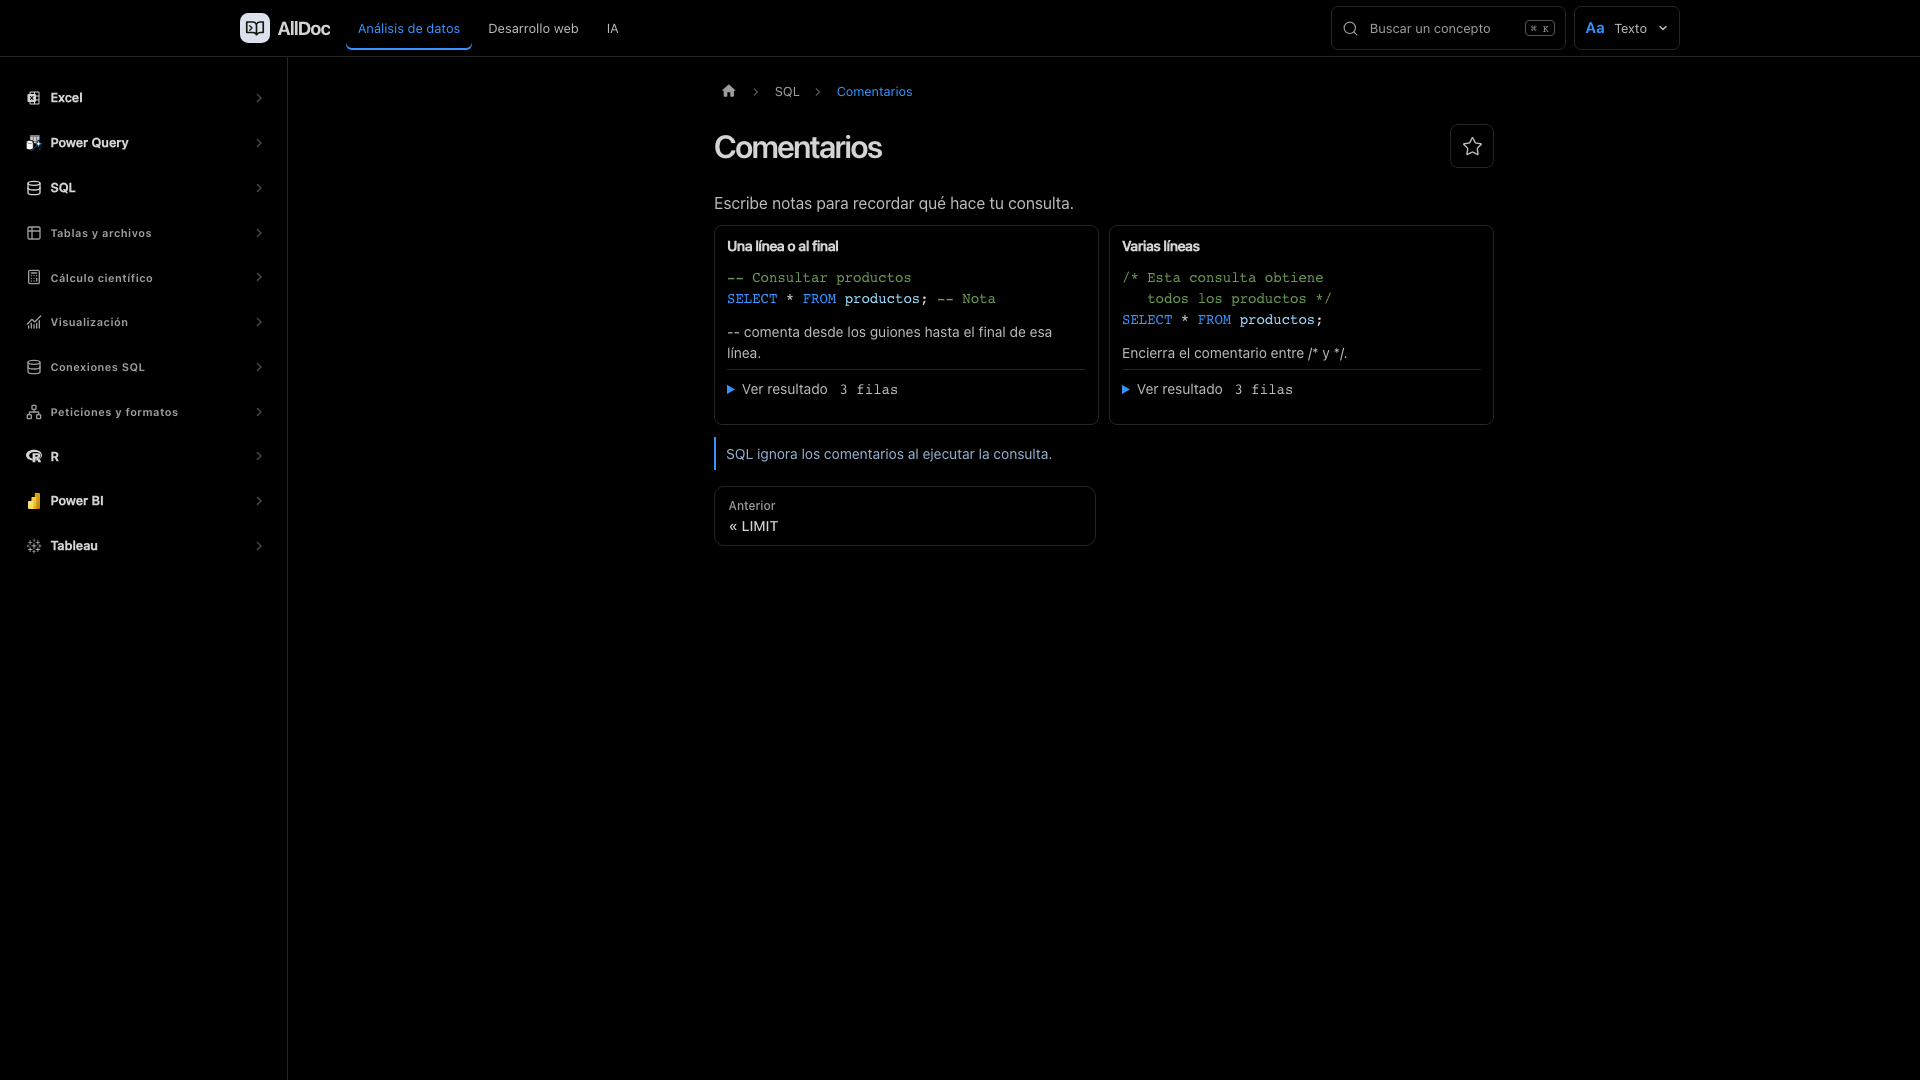 AllDoc
Análisis de datos
Desarrollo web
IA
Buscar un concepto
⌘ K
Aa Texto
Excel
Power Query
SQL
Tablas y archivos
Cálculo científico
Visualización
Conexiones SQL
Peticiones y formatos
R
Power BI
Tableau
SQL
Comentarios
Comentarios
Escribe notas para recordar qué hace tu consulta.
Una línea o al final
-- Consultar productos
SELECT * FROM productos; -- Nota
-- comenta desde los guiones hasta el final de esa
línea.
Ver resultado 3 filas
Varias líneas
/* Esta consulta obtiene
   todos los productos */
SELECT * FROM productos;
Encierra el comentario entre /* y */.
Ver resultado 3 filas
SQL ignora los comentarios al ejecutar la consulta.
Anterior
« LIMIT